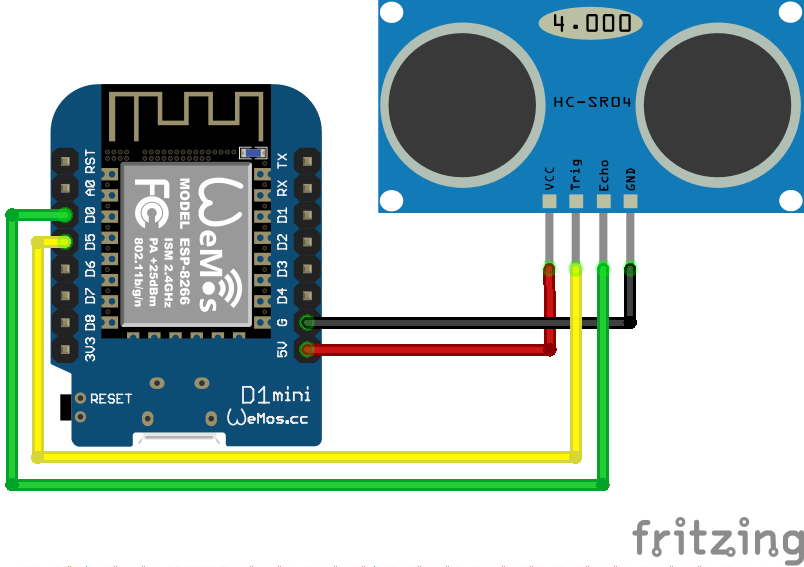 4.000
HC-SR04
VCC
Trig
Echo
GND
RST
A0
D0
D5
D6
D7
D8
3V3
TX
RX
D1
D2
D3
D4
G
5V
WeMos
MODEL ESP-8266
ISM 2.4GHz
PA +25dBm
802.11b/g/n
FC
RESET
D1mini
WeMos.cc
fritzing